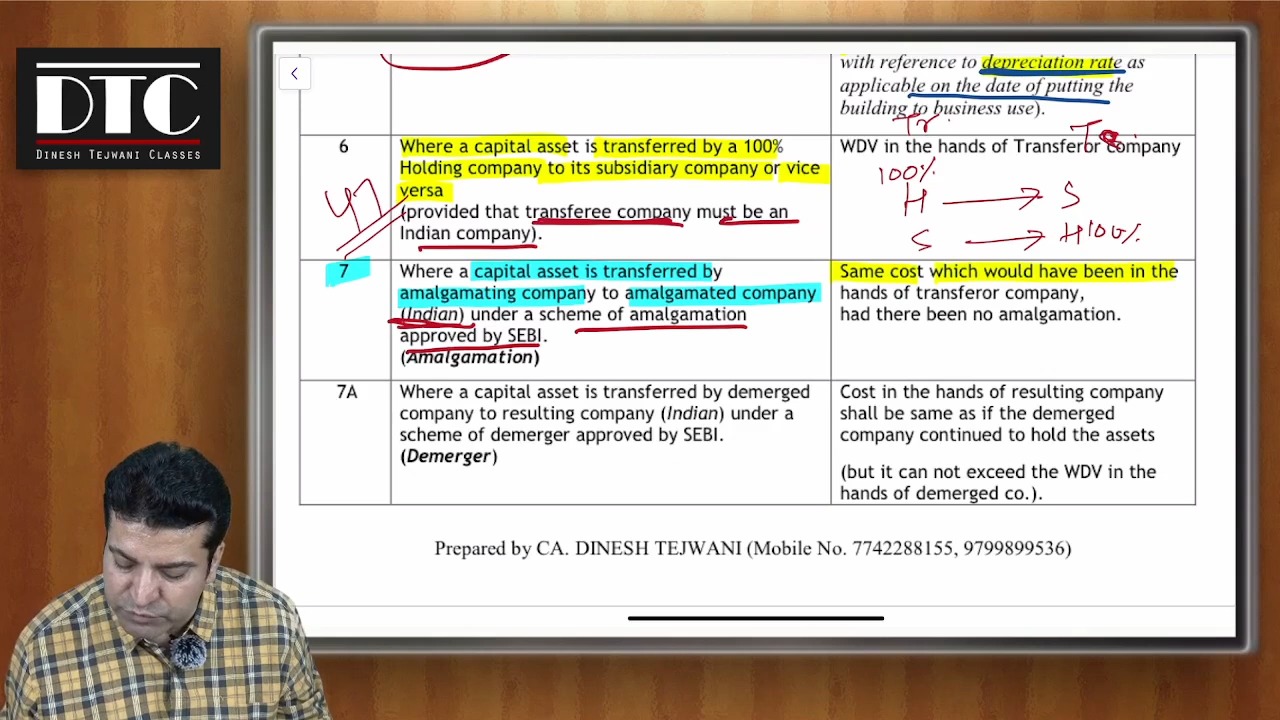 DTC
DINESH TEJWANI CLASSES
with reference to depreciation rate as
applicable on the date of putting the
building to business use).
Tr.
Te
6
Where a capital asset is transferred by a 100%
Holding company to its subsidiary company or vice
versa
(provided that transferee company must be an
Indian company).
47
WDV in the hands of Transferor company
100%
H → S
S → H 100%
7
Where a capital asset is transferred by
amalgamating company to amalgamated company
(Indian) under a scheme of amalgamation
approved by SEBI.
(Amalgamation)
Same cost which would have been in the
hands of transferor company,
had there been no amalgamation.
7A
Where a capital asset is transferred by demerged
company to resulting company (Indian) under a
scheme of demerger approved by SEBI.
(Demerger)
Cost in the hands of resulting company
shall be same as if the demerged
company continued to hold the assets
(but it can not exceed the WDV in the
hands of demerged co.).
Prepared by CA. DINESH TEJWANI (Mobile No. 7742288155, 9799899536)